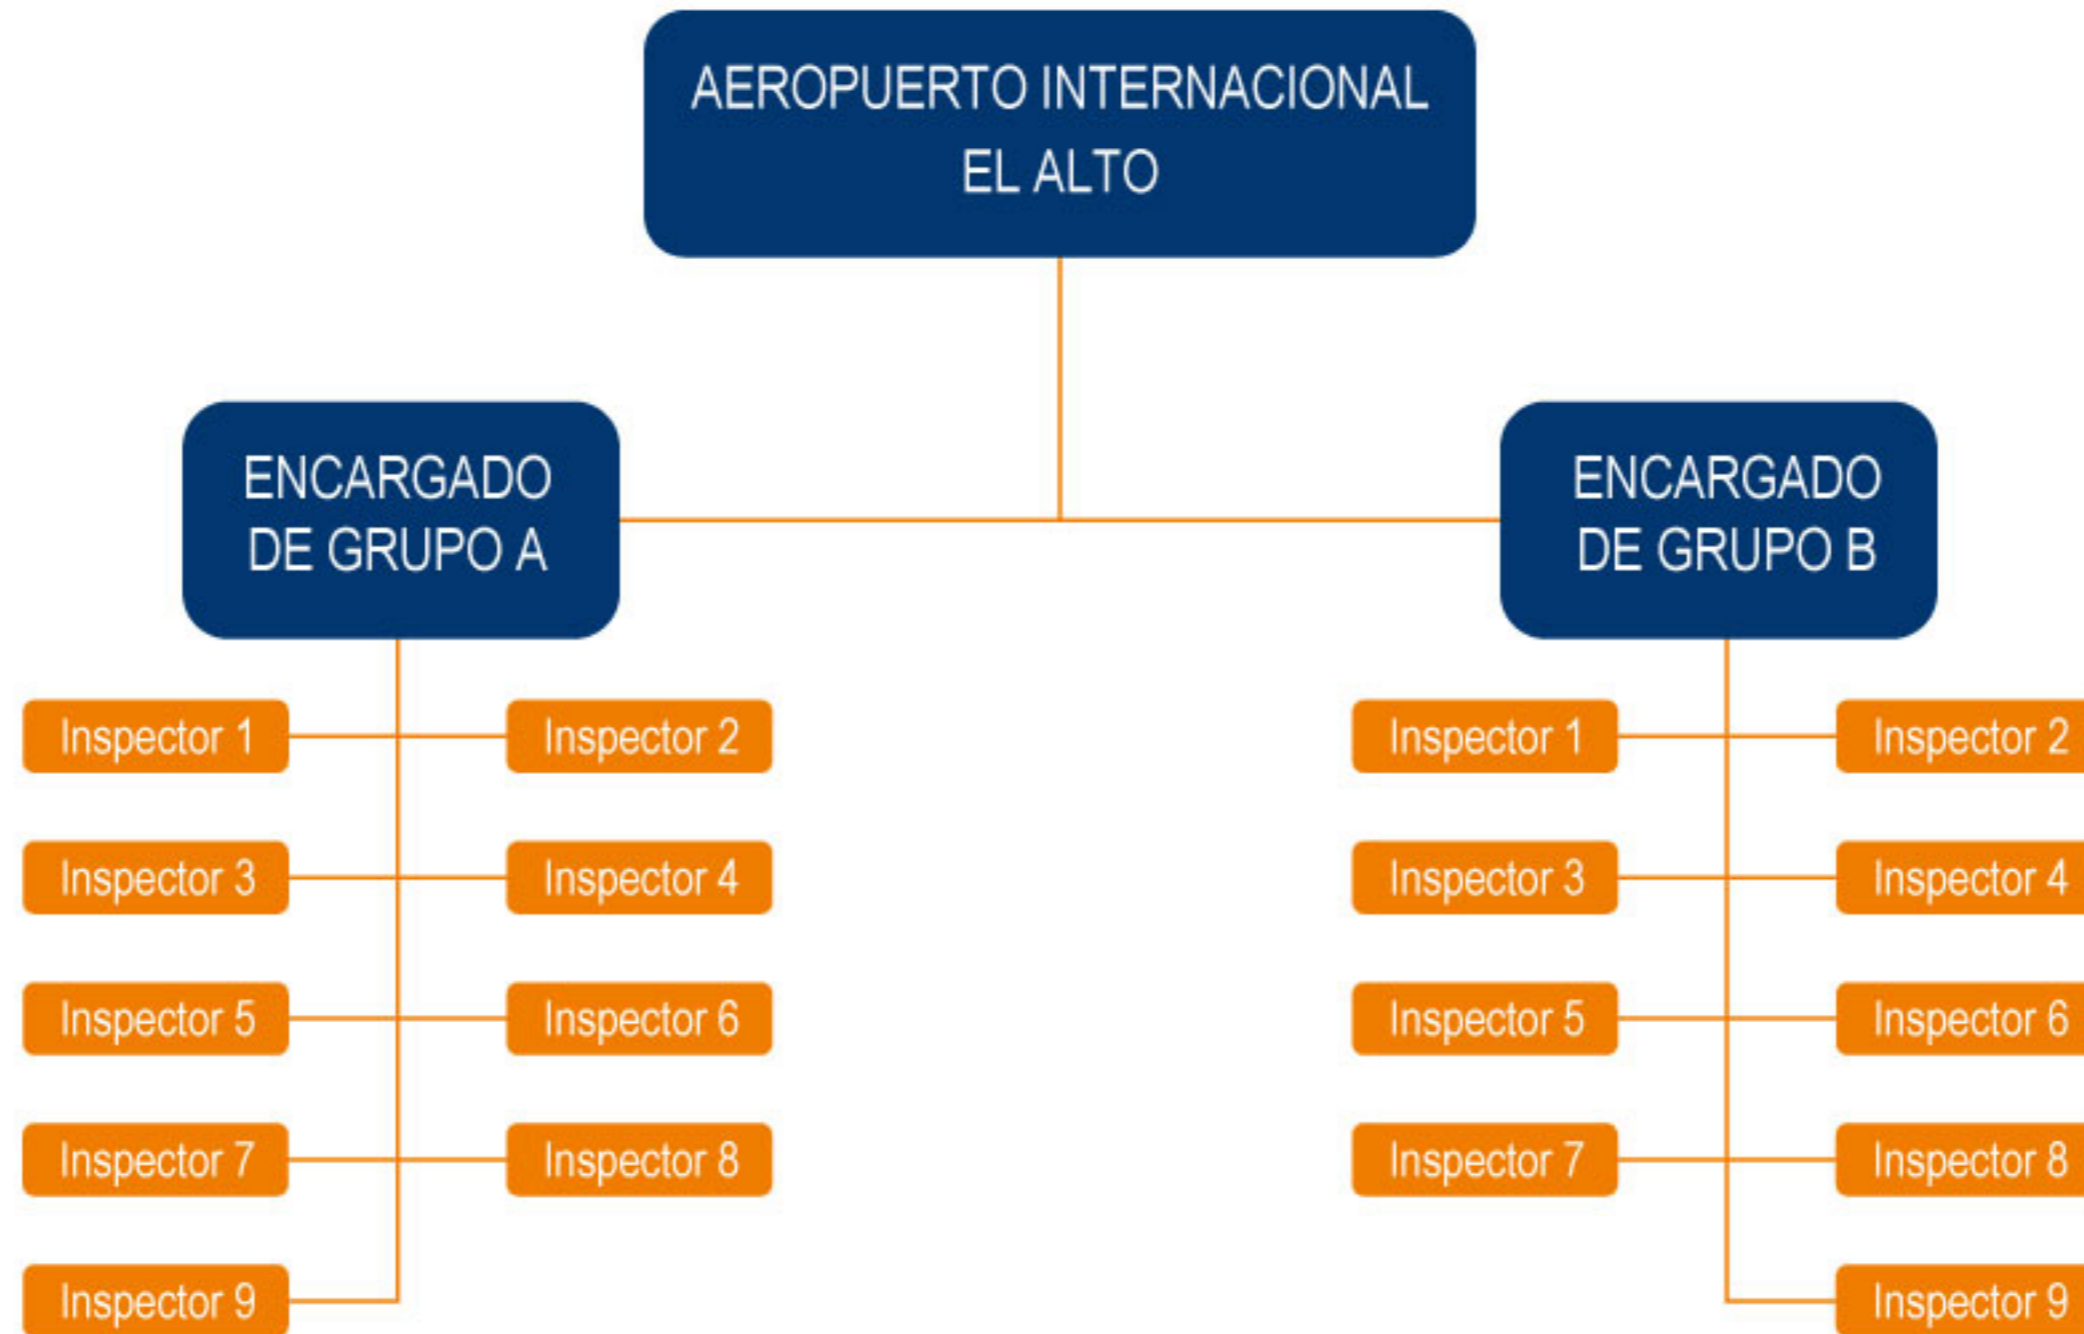 AEROPUERTO INTERNACIONAL
EL ALTO
ENCARGADO
DE GRUPO A
ENCARGADO
DE GRUPO B
Inspector 1
Inspector 2
Inspector 3
Inspector 4
Inspector 5
Inspector 6
Inspector 7
Inspector 8
Inspector 9
Inspector 1
Inspector 2
Inspector 3
Inspector 4
Inspector 5
Inspector 6
Inspector 7
Inspector 8
Inspector 9